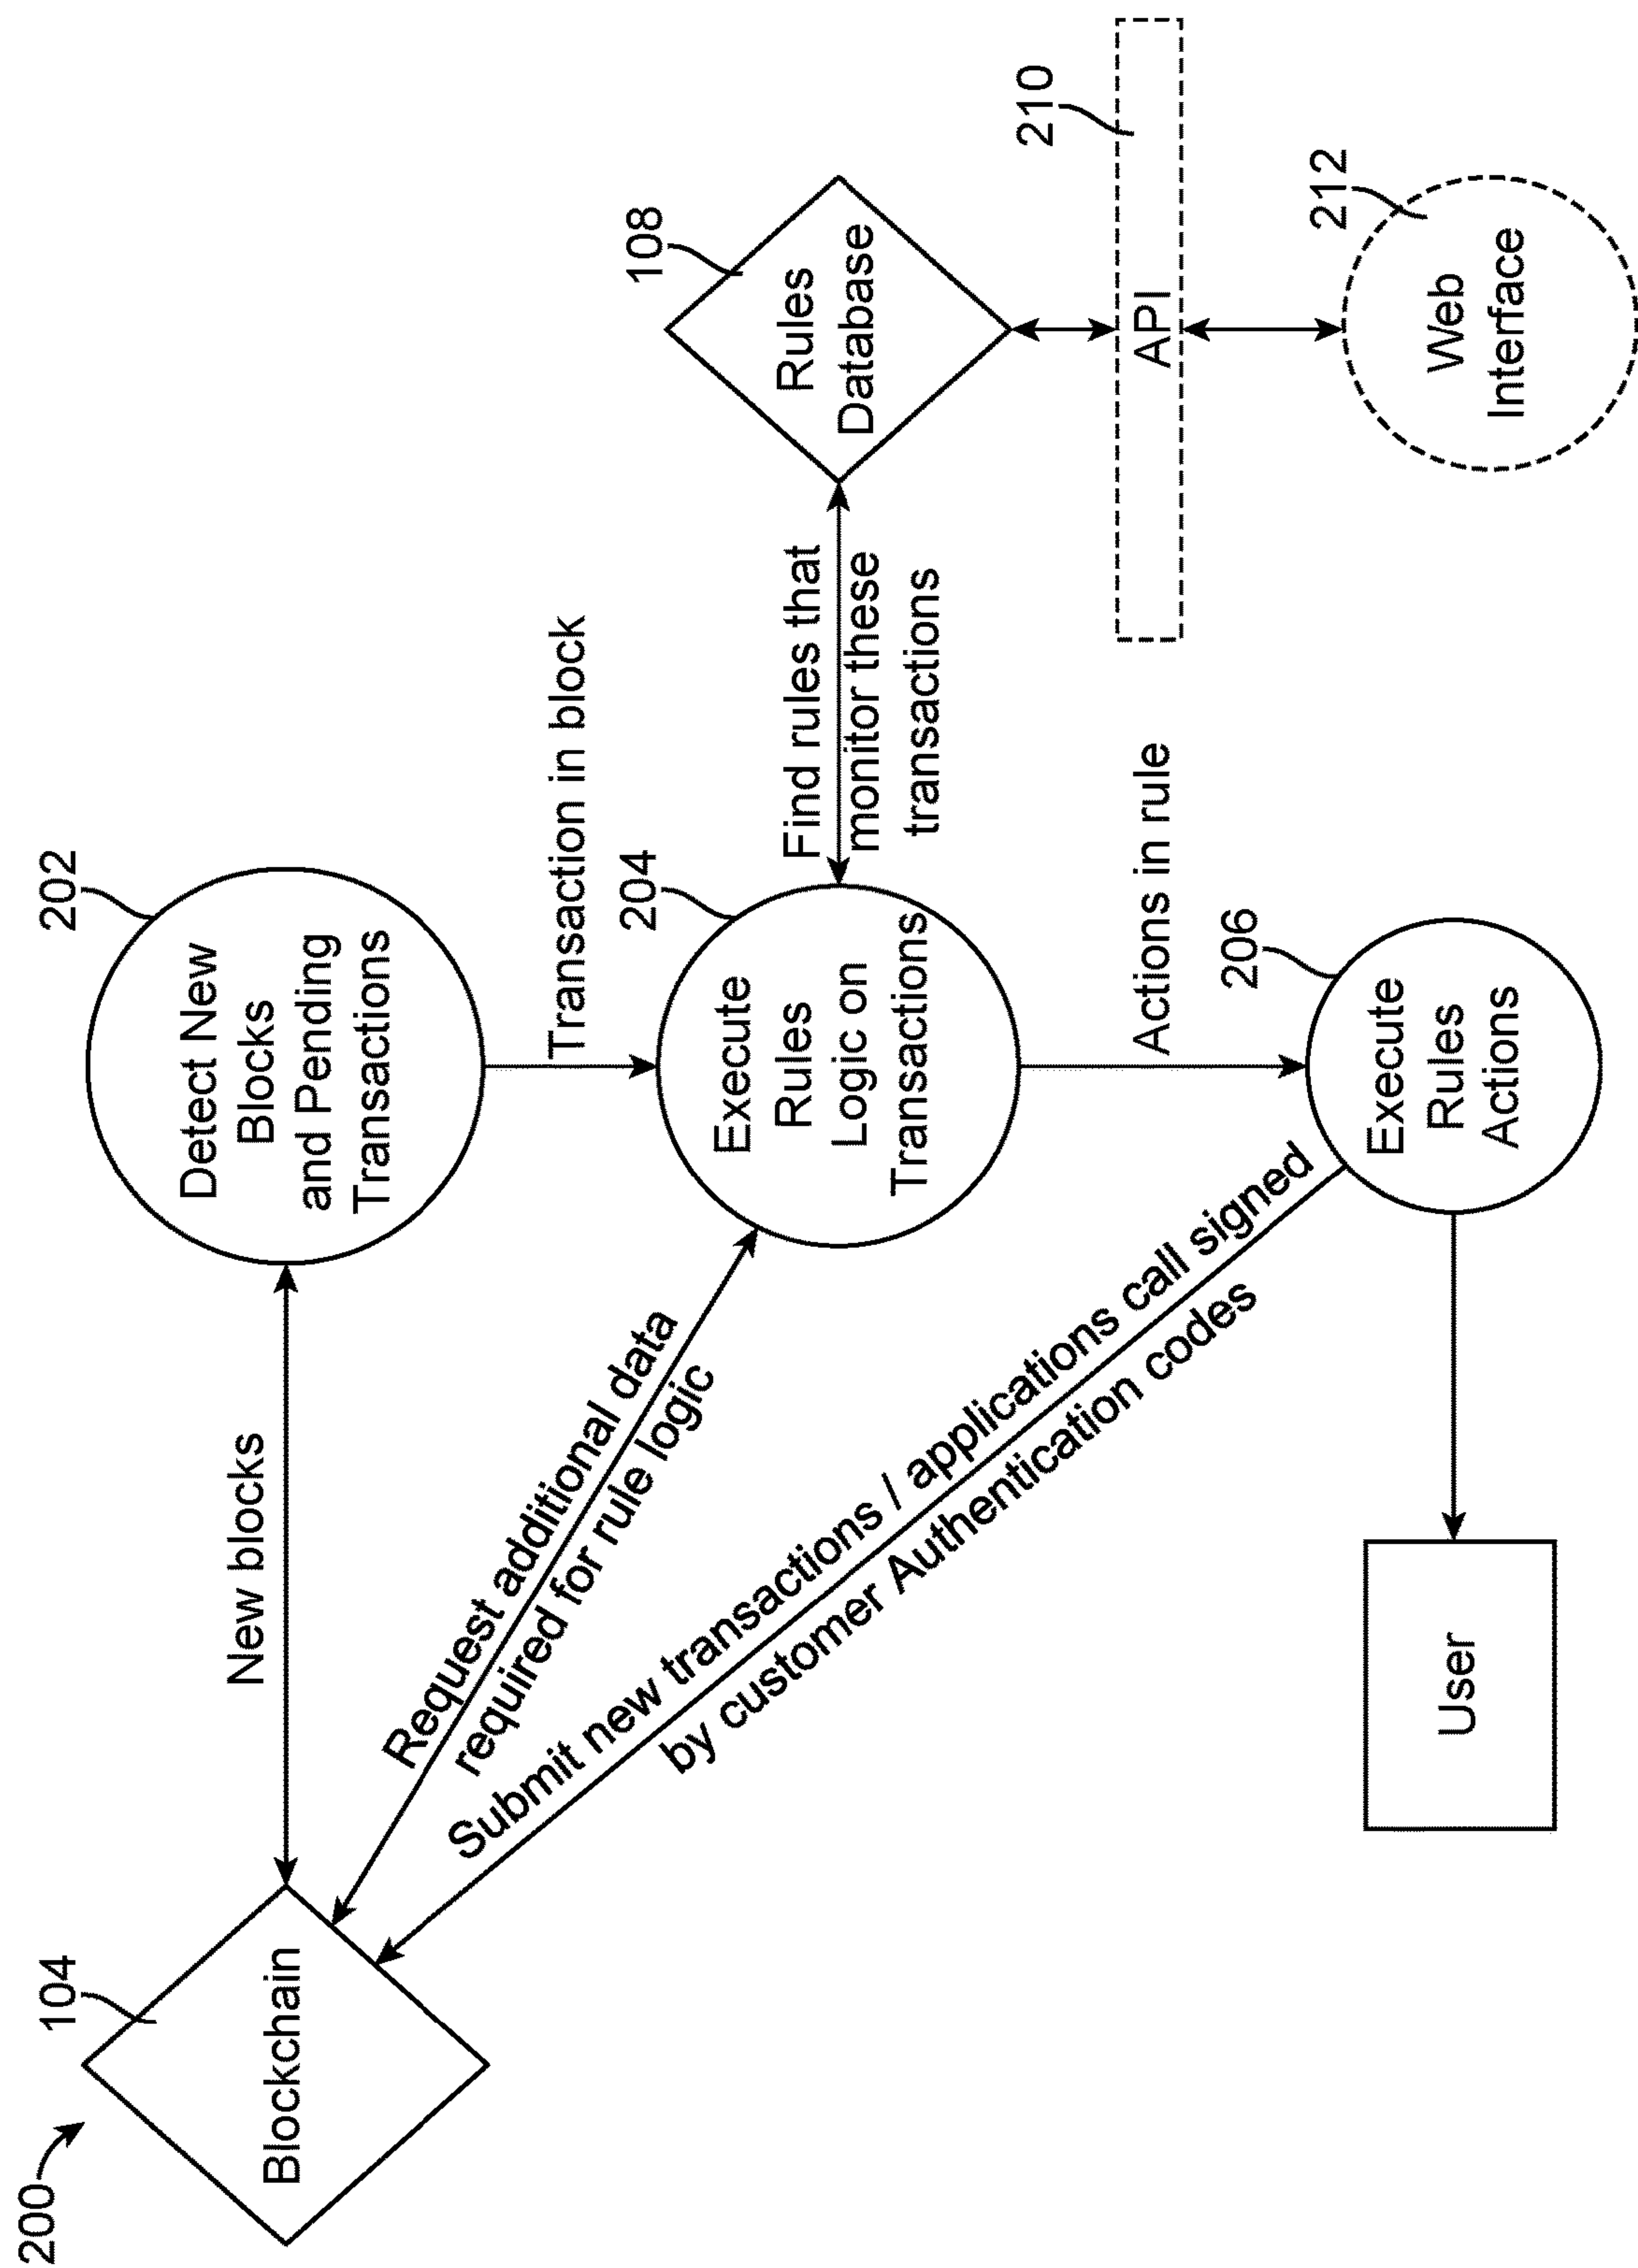 200
104
Blockchain
New blocks
202
Detect New
Blocks
and Pending
Transactions
Request additional data
required for rule logic
Transaction in block
Submit new transactions / applications call signed
by customer Authentication codes
204
Execute
Rules
Logic on
Transactions
Find rules that
monitor these
transactions
108
Rules
Database
Actions in rule
210
API
User
206
Execute
Rules
Actions
212
Web
Interface